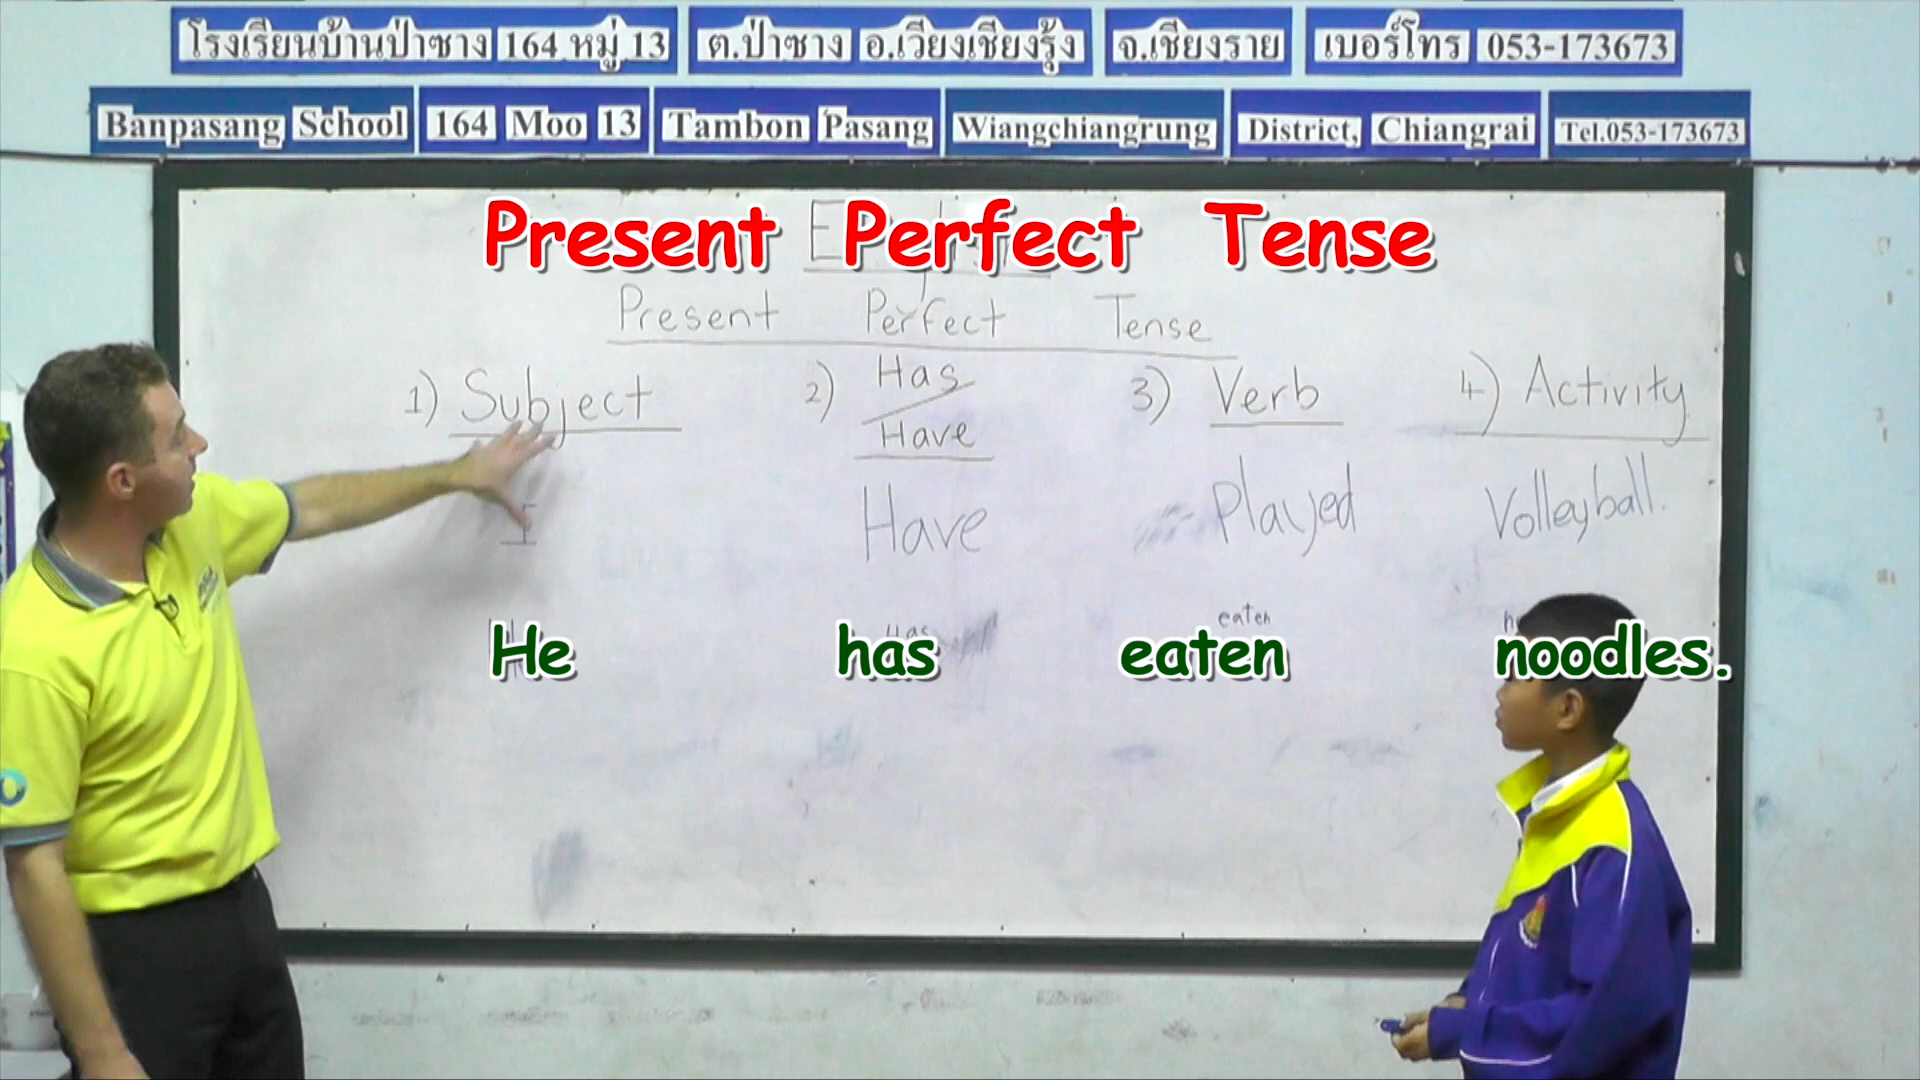 โรงเรียนบ้านป่าซาง 164 หมู่ 13 ต.ป่าซาง อ.เวียงเชียงรุ้ง จ.เชียงราย เบอร์โทร 053-173673
Banpasang School 164 Moo 13 Tambon Pasang Wiangchiangrung District, Chiangrai Tel.053-173673
Present Perfect Tense
Present Perfect Tense
1) Subject 2) Has/Have 3) Verb 4) Activity
I Have Played Volleyball.
eaten
He has eaten noodles.